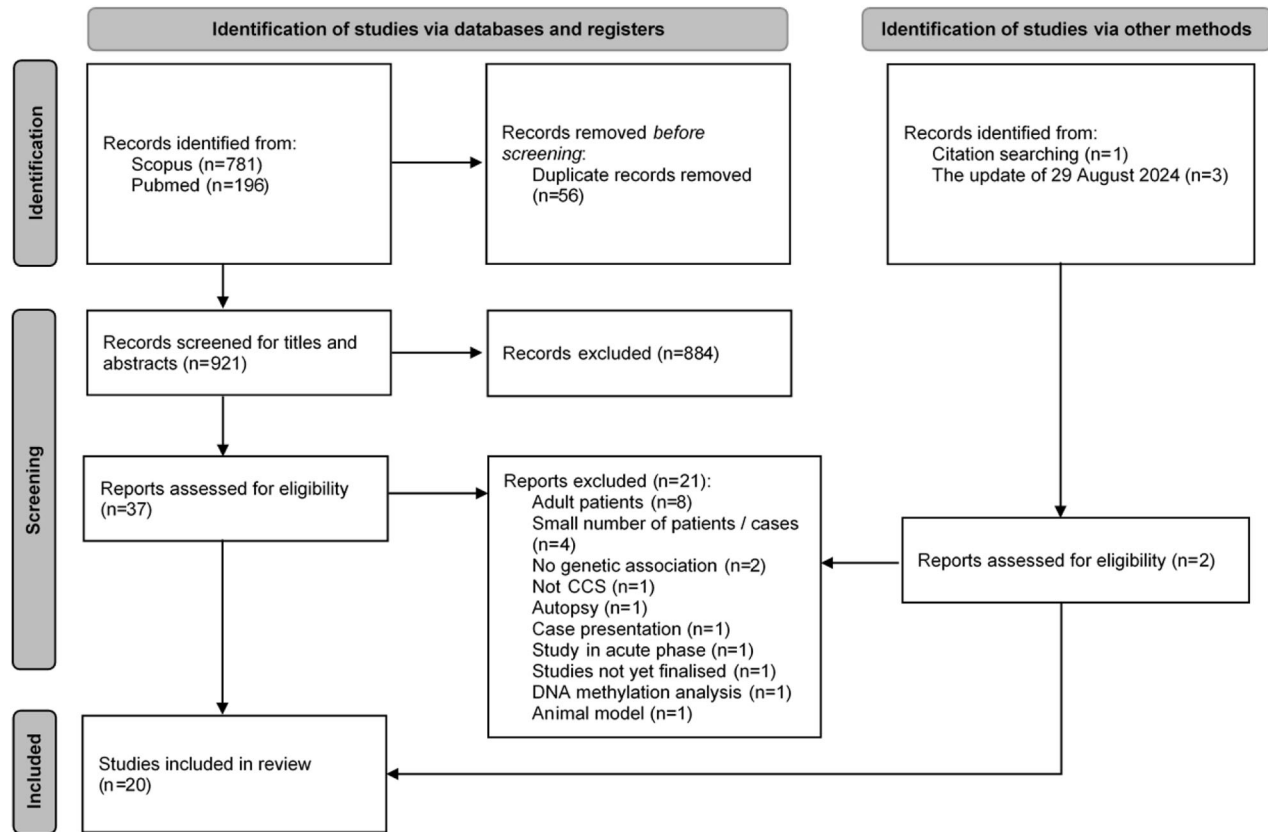 Identification of studies via databases and registers
Identification of studies via other methods
Identification
Records identified from:
Scopus (n=781)
Pubmed (n=196)
Records removed before
screening:
Duplicate records removed
(n=56)
Records identified from:
Citation searching (n=1)
The update of 29 August 2024 (n=3)
Screening
Records screened for titles and
abstracts (n=921)
Records excluded (n=884)
Reports assessed for eligibility
(n=37)
Reports excluded (n=21):
Adult patients (n=8)
Small number of patients / cases
(n=4)
No genetic association (n=2)
Not CCS (n=1)
Autopsy (n=1)
Case presentation (n=1)
Study in acute phase (n=1)
Studies not yet finalised (n=1)
DNA methylation analysis (n=1)
Animal model (n=1)
Reports assessed for eligibility (n=2)
Included
Studies included in review
(n=20)